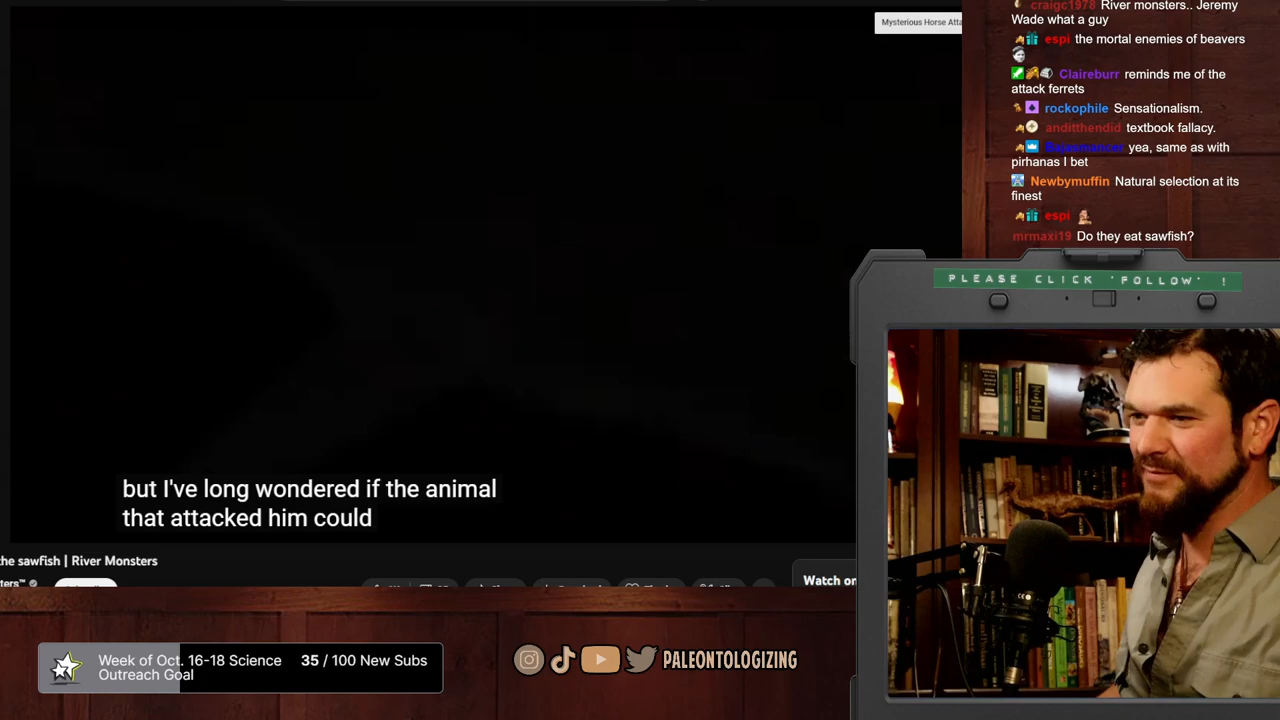 Mysterious Horse Atta
craigc1978 River monsters.. Jeremy
Wade what a guy
espi the mortal enemies of beavers
Claireburr reminds me of the
attack ferrets
rockophile Sensationalism.
anditthendid textbook fallacy.
yea, same as with
pirhanas I bet
Newbymuffin Natural selection at its
finest
espi
mrmaxi19 Do they eat sawfish?
PLEASE CLICK 'FOLLOW' !
but I've long wondered if the animal
that attacked him could
he sawfish | River Monsters
Watch on
Week of Oct. 16-18 Science
Outreach Goal
35 / 100 New Subs
PALEONTOLOGIZING